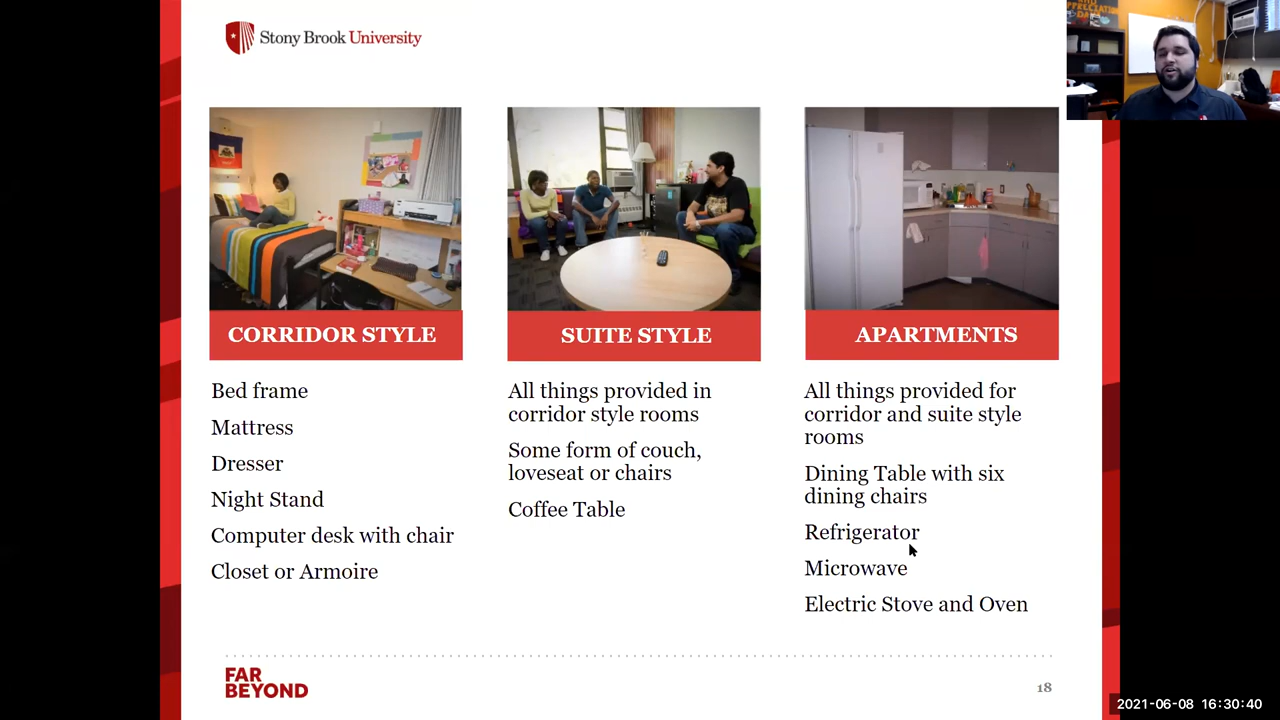 Stony Brook University
CORRIDOR STYLE
Bed frame
Mattress
Dresser
Night Stand
Computer desk with chair
Closet or Armoire
SUITE STYLE
All things provided in
corridor style rooms
Some form of couch,
loveseat or chairs
Coffee Table
APARTMENTS
All things provided for
corridor and suite style
rooms
Dining Table with six
dining chairs
Refrigerator
Microwave
Electric Stove and Oven
FAR
BEYOND
18
2021-06-08 16:30:40